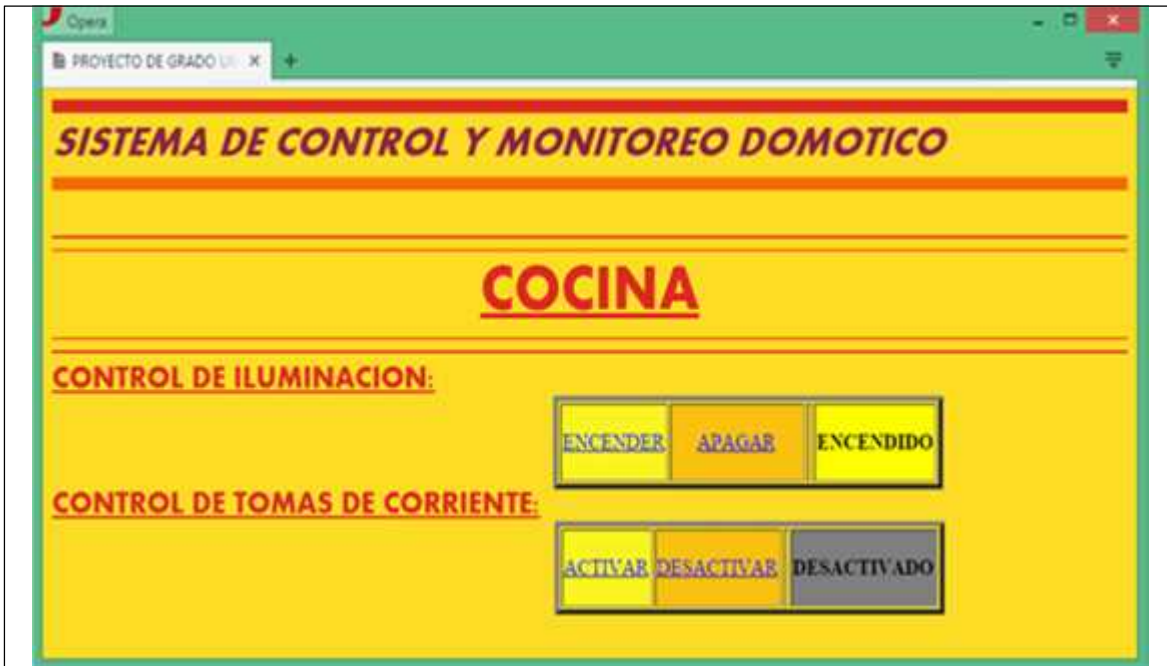 Opera
PROYECTO DE GRADO
SISTEMA DE CONTROL Y MONITOREO DOMOTICO
COCINA
CONTROL DE ILUMINACION:
ENCENDER APAGAR ENCENDIDO
CONTROL DE TOMAS DE CORRIENTE:
ACTIVAR DESACTIVAR DESACTIVADO